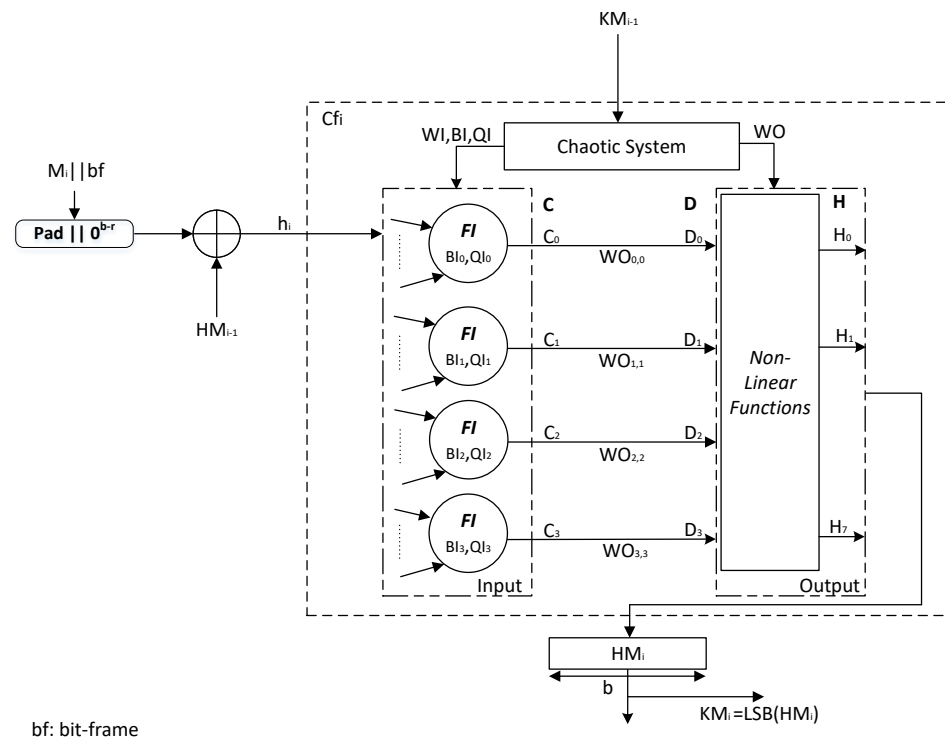 KMi-1
Cfi
WI,BI,QI
Chaotic System
WO
Mi||bf
Pad || 0^b-r
hi
HMi-1
C
D
H
FI
BI0,QI0
C0
WO0,0
D0
H0
FI
BI1,QI1
C1
WO1,1
D1
H1
Non-
Linear
Functions
FI
BI2,QI2
C2
WO2,2
D2
FI
BI3,QI3
C3
WO3,3
D3
H7
Input
Output
HMi
b
KMi=LSB(HMi)
bf: bit-frame